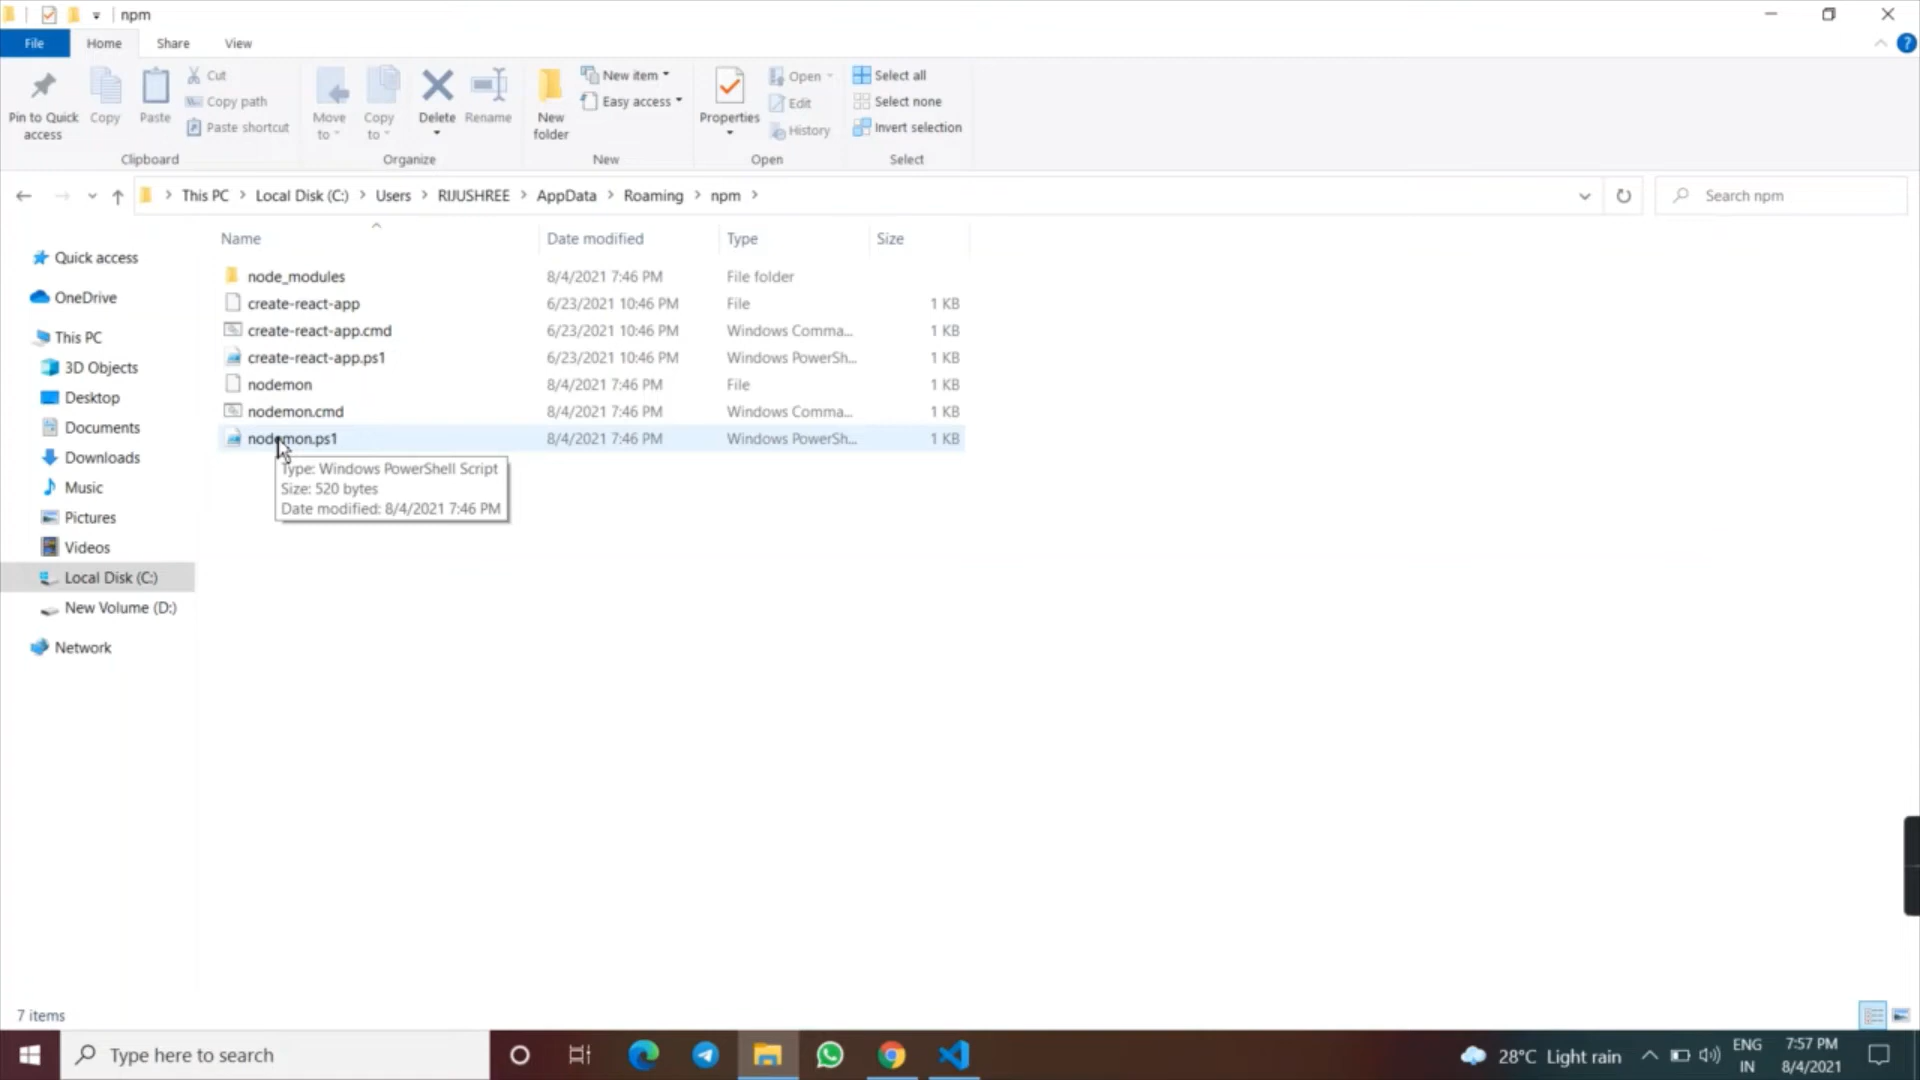 npm
File Home Share View
Pin to Quick access
Copy
Paste
Cut
Copy path
Paste shortcut
Clipboard
Move to
Copy to
Delete
Rename
Organize
New folder
New item
Easy access
New
Properties
Open
Edit
History
Open
Select all
Select none
Invert selection
Select
This PC > Local Disk (C:) > Users > RIJUSHREE > AppData > Roaming > npm >
Search npm
Name Date modified Type Size
node_modules 8/4/2021 7:46 PM File folder
create-react-app 6/23/2021 10:46 PM File 1 KB
create-react-app.cmd 6/23/2021 10:46 PM Windows Comma... 1 KB
create-react-app.ps1 6/23/2021 10:46 PM Windows PowerSh... 1 KB
nodemon 8/4/2021 7:46 PM File 1 KB
nodemon.cmd 8/4/2021 7:46 PM Windows Comma... 1 KB
nodemon.ps1 8/4/2021 7:46 PM Windows PowerSh... 1 KB
Type: Windows PowerShell Script
Size: 520 bytes
Date modified: 8/4/2021 7:46 PM
Quick access
OneDrive
This PC
3D Objects
Desktop
Documents
Downloads
Music
Pictures
Videos
Local Disk (C:)
New Volume (D:)
Network
7 items
Type here to search
28°C Light rain
ENG
IN
7:57 PM
8/4/2021